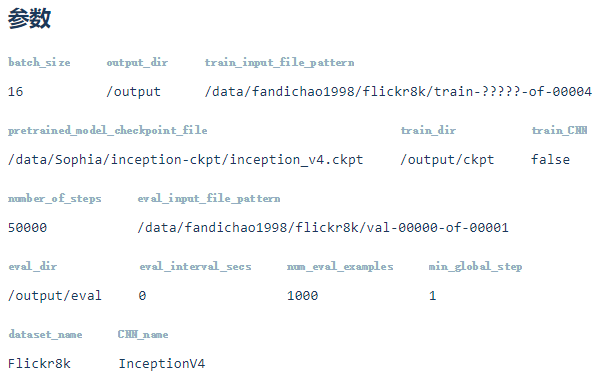 参数
batch_size output_dir train_input_file_pattern
16 /output /data/fandichao1998/flickr8k/train-?????-of-00004
pretrained_model_checkpoint_file train_dir train_CNN
/data/Sophia/inception-ckpt/inception_v4.ckpt /output/ckpt false
number_of_steps eval_input_file_pattern
50000 /data/fandichao1998/flickr8k/val-00000-of-00001
eval_dir eval_interval_secs num_eval_examples min_global_step
/output/eval 0 1000 1
dataset_name CNN_name
Flickr8k InceptionV4